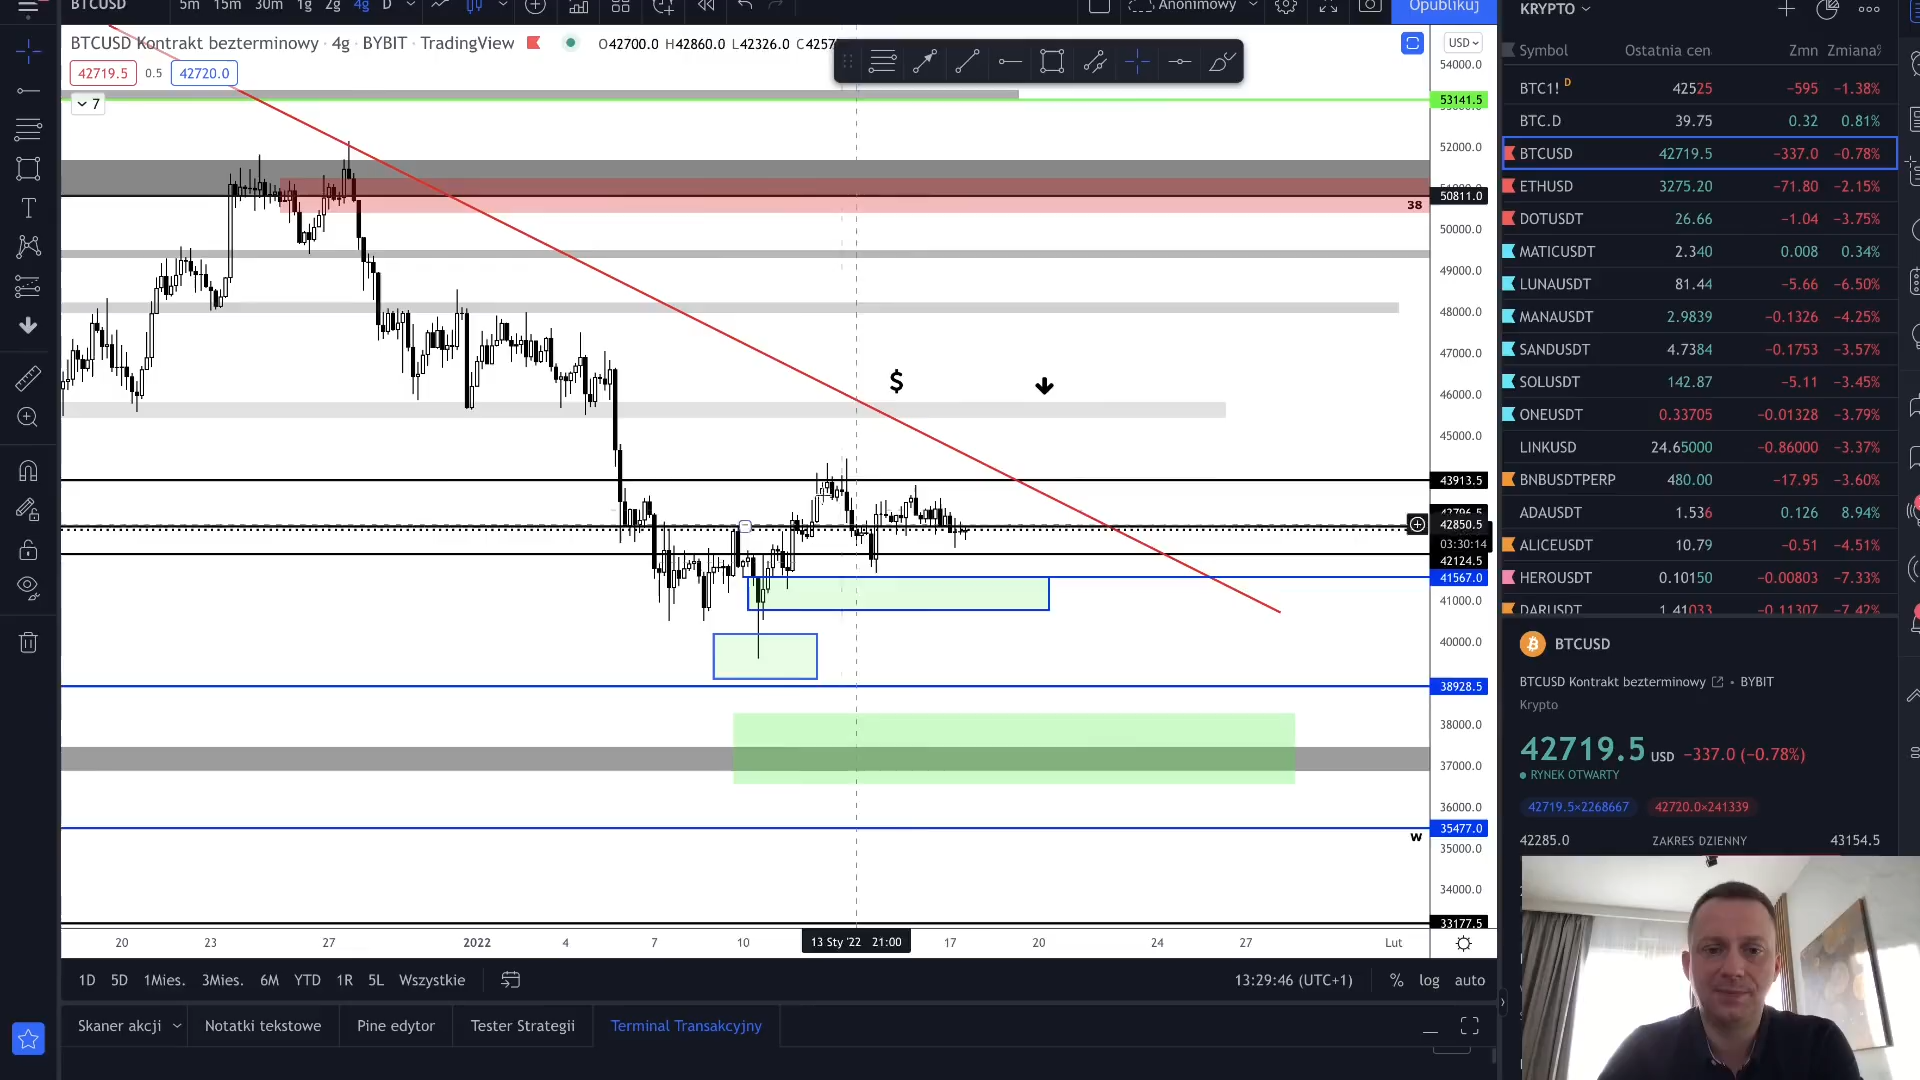 BTCUSD 5m 15m 30m 1g 2g 4g D Anonimowy Opublikuj
BTCUSD Kontrakt bezterminowy · 4g · BYBIT · TradingView O42700.0 H42860.0 L42326.0 C4257
42719.5 0.5 42720.0
7
USD
54000.0
53141.5
52000.0
50811.0
38
50000.0
49000.0
48000.0
47000.0
46000.0
$
45000.0
43913.5
42850.5
03:30:14
42124.5
41567.0
41000.0
40000.0
38928.5
38000.0
37000.0
36000.0
35477.0
W
35000.0
34000.0
33177.5
20 23 27 2022 4 7 10 13 Sty '22 21:00 17 20 24 27 Lut
1D 5D 1Mies. 3Mies. 6M YTD 1R 5L Wszystkie 13:29:46 (UTC+1) % log auto
Skaner akcji Notatki tekstowe Pine edytor Tester Strategii Terminal Transakcyjny
KRYPTO
Symbol Ostatnia cen Zmn Zmiana%
BTC1! D 42525 −595 −1.38%
BTC.D 39.75 0.32 0.81%
BTCUSD 42719.5 −337.0 −0.78%
ETHUSD 3275.20 −71.80 −2.15%
DOTUSDT 26.66 −1.04 −3.75%
MATICUSDT 2.340 0.008 0.34%
LUNAUSDT 81.44 −5.66 −6.50%
MANAUSDT 2.9839 −0.1326 −4.25%
SANDUSDT 4.7384 −0.1753 −3.57%
SOLUSDT 142.87 −5.11 −3.45%
ONEUSDT 0.33705 −0.01328 −3.79%
LINKUSD 24.65000 −0.86000 −3.37%
BNBUSDTPERP 480.00 −17.95 −3.60%
ADAUSDT 1.536 0.126 8.94%
ALICEUSDT 10.79 −0.51 −4.51%
HEROUSDT 0.10150 −0.00803 −7.33%
DARUSDT 1.41033 −0.11307 −7.42%
BTCUSD
BTCUSD Kontrakt bezterminowy • BYBIT
Krypto
42719.5 USD −337.0 (−0.78%)
RYNEK OTWARTY
42719.5×2268667 42720.0×241339
42285.0 ZAKRES DZIENNY 43154.5